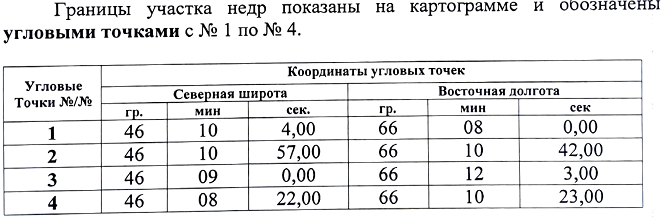 Границы участка недр показаны на картограмме и обозначены
угловыми точками с № 1 по № 4.
Угловые Точки №/№ Координаты угловых точек
Северная широта Восточная долгота
гр. мин сек. гр. мин сек
1 46 10 4,00 66 08 0,00
2 46 10 57,00 66 10 42,00
3 46 09 0,00 66 12 3,00
4 46 08 22,00 66 10 23,00